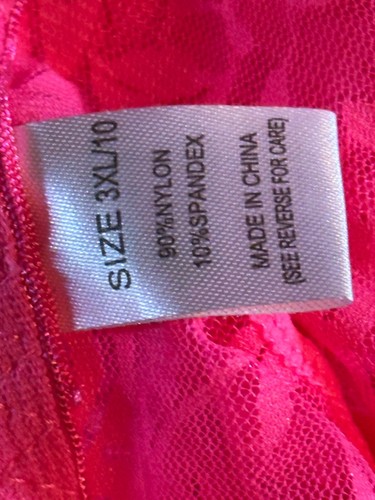 SIZE 3XL/10
90%NYLON
10%SPANDEX
MADE IN CHINA
(SEE REVERSE FOR CARE)